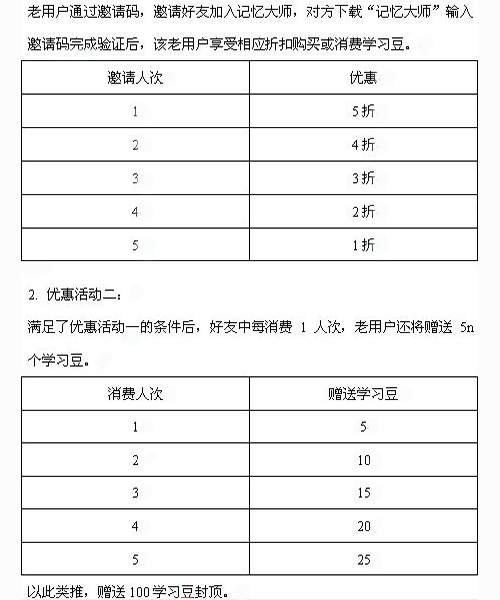 老用户通过邀请码，邀请好友加入记忆大师，对方下载“记忆大师”输入
邀请码完成验证后，该老用户享受相应折扣购买或消费学习豆。
邀请人次 优惠
1 5折
2 4折
3 3折
4 2折
5 1折
2. 优惠活动二：
满足了优惠活动一的条件后，好友中每消费 1 人次，老用户还将赠送 5n
个学习豆。
消费人次 赠送学习豆
1 5
2 10
3 15
4 20
5 25
以此类推，赠送100学习豆封顶。